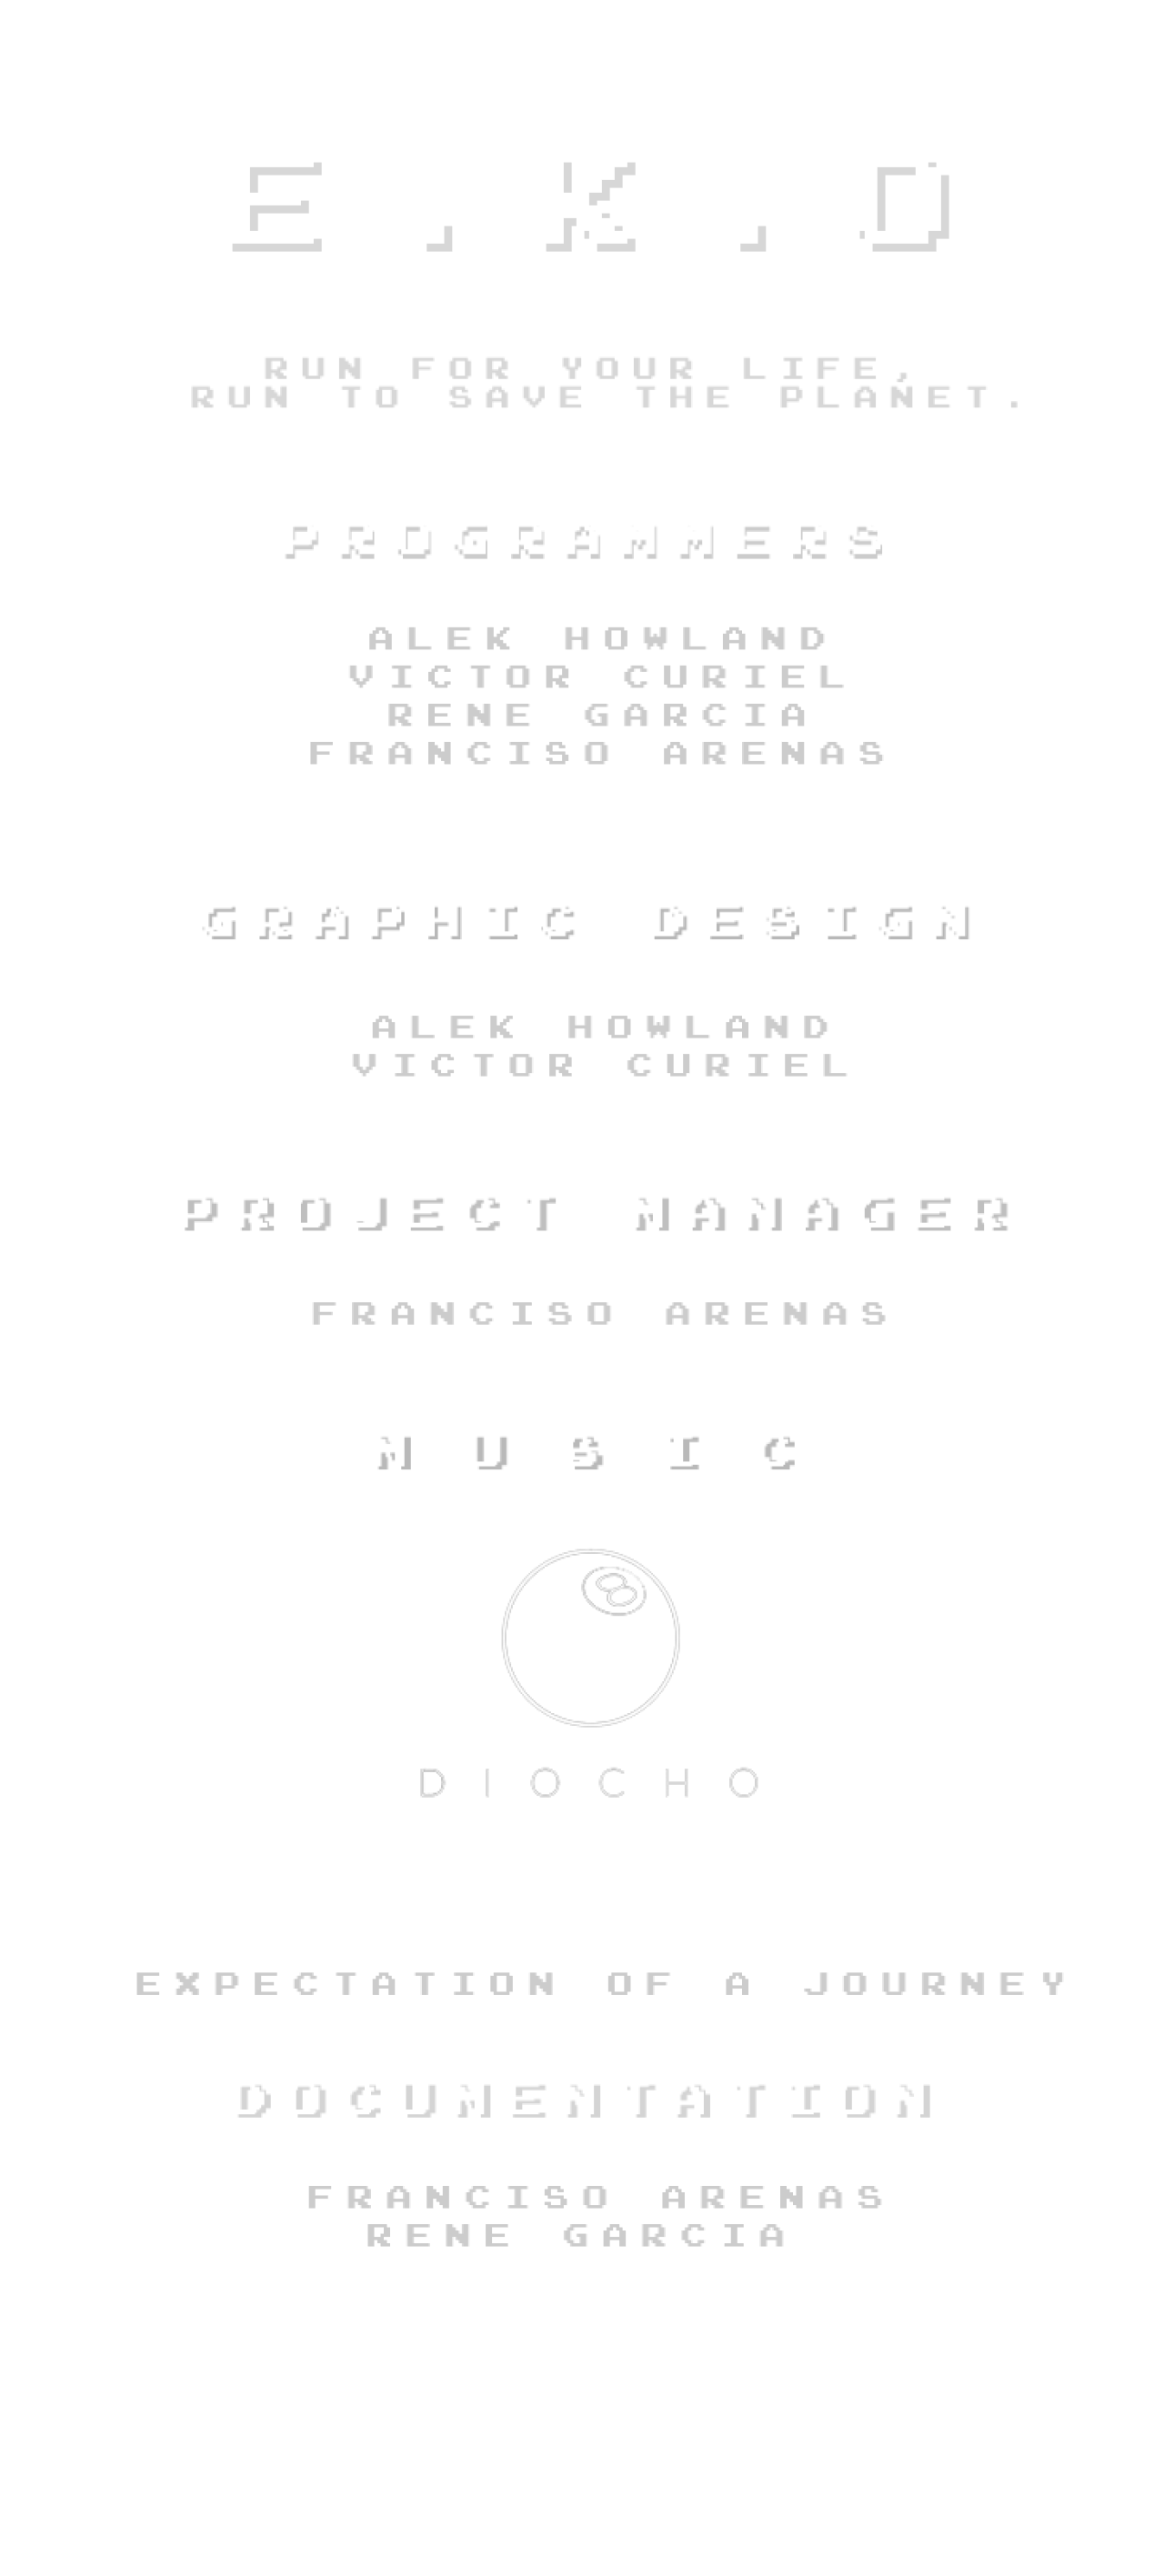 E.K.O
RUN FOR YOUR LIFE,
RUN TO SAVE THE PLANET.
PROGRAMMERS
ALEK HOWLAND
VICTOR CURIEL
RENE GARCIA
FRANCISO ARENAS
GRAPHIC DESIGN
ALEK HOWLAND
VICTOR CURIEL
PROJECT MANAGER
FRANCISO ARENAS
MUSIC
8
DIOCHO
EXPECTATION OF A JOURNEY
DOCUMENTATION
FRANCISO ARENAS
RENE GARCIA